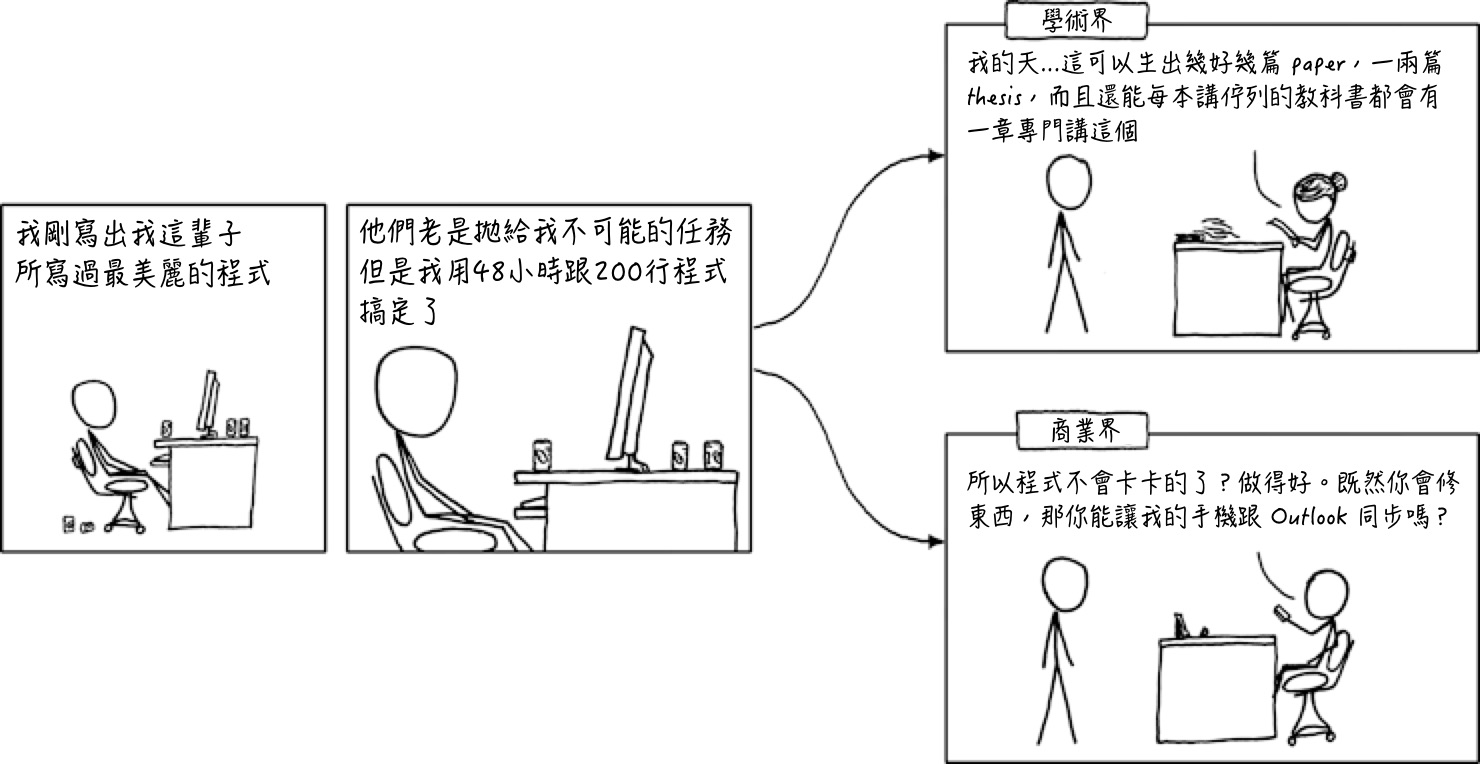 我剛寫出我這輩子
所寫過最美麗的程式
他們老是拋給我不可能的任務
但是我用48小時跟200行程式
搞定了
學術界
我的天...這可以生出幾好幾篇 paper，一兩篇
thesis，而且還能每本講佇列的教科書都會有
一章專門講這個
商業界
所以程式不會卡卡的了？做得好。既然你會修
東西，那你能讓我的手機跟 Outlook 同步嗎？